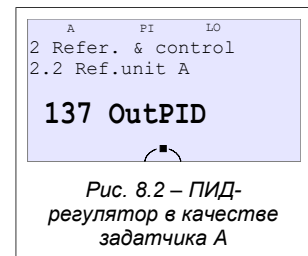 A PI LO
2 Refer. & control
2.2 Ref.unit A
137 OutPID
Рис. 8.2 – ПИД-
регулятор в качестве
задатчика А